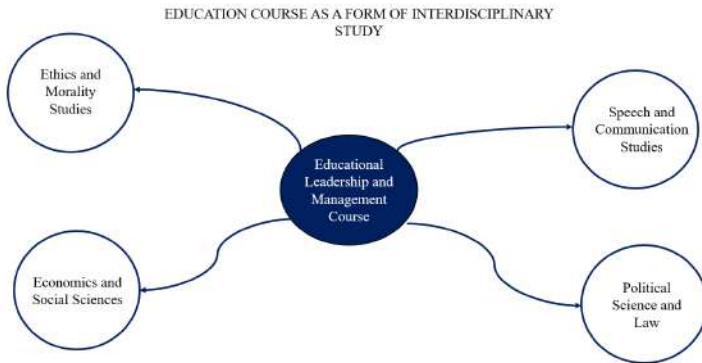 EDUCATION COURSE AS A FORM OF INTERDISCIPLINARY
STUDY
Ethics and
Morality
Studies
Speech and
Communication
Studies
Educational
Leadership and
Management
Course
Economics and
Social Sciences
Political
Science and
Law